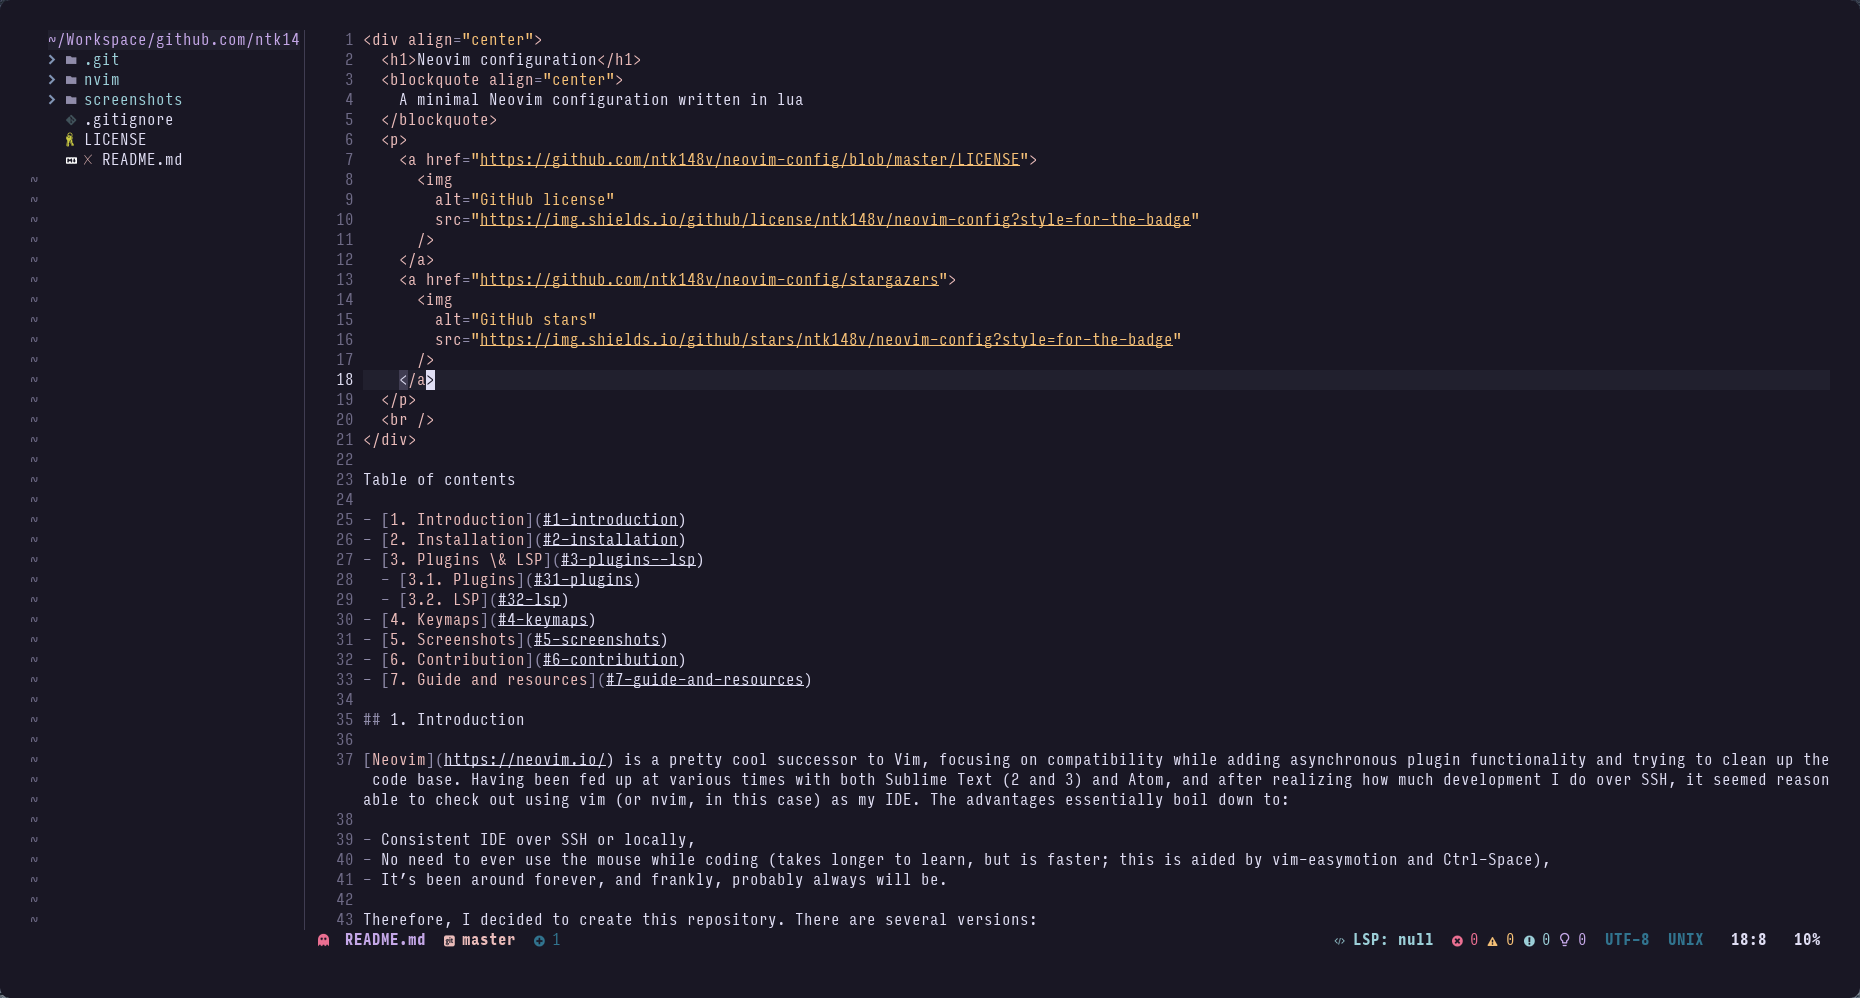 ~/Workspace/github.com/ntk14
.git
nvim
screenshots
.gitignore
LICENSE
README.md
1 <div align="center">
2   <h1>Neovim configuration</h1>
3   <blockquote align="center">
4     A minimal Neovim configuration written in lua
5   </blockquote>
6   <p>
7     <a href="https://github.com/ntk148v/neovim-config/blob/master/LICENSE">
8       <img
9         alt="GitHub license"
10         src="https://img.shields.io/github/license/ntk148v/neovim-config?style=for-the-badge"
11       />
12     </a>
13     <a href="https://github.com/ntk148v/neovim-config/stargazers">
14       <img
15         alt="GitHub stars"
16         src="https://img.shields.io/github/stars/ntk148v/neovim-config?style=for-the-badge"
17       />
18     </a>
19   </p>
20   <br />
21 </div>
22
23 Table of contents
24
25 - [1. Introduction](#1-introduction)
26 - [2. Installation](#2-installation)
27 - [3. Plugins \& LSP](#3-plugins--lsp)
28   - [3.1. Plugins](#31-plugins)
29   - [3.2. LSP](#32-lsp)
30 - [4. Keymaps](#4-keymaps)
31 - [5. Screenshots](#5-screenshots)
32 - [6. Contribution](#6-contribution)
33 - [7. Guide and resources](#7-guide-and-resources)
34
35 ## 1. Introduction
36
37 [Neovim](https://neovim.io/) is a pretty cool successor to Vim, focusing on compatibility while adding asynchronous plugin functionality and trying to clean up the
code base. Having been fed up at various times with both Sublime Text (2 and 3) and Atom, and after realizing how much development I do over SSH, it seemed reason
able to check out using vim (or nvim, in this case) as my IDE. The advantages essentially boil down to:
38
39 - Consistent IDE over SSH or locally,
40 - No need to ever use the mouse while coding (takes longer to learn, but is faster; this is aided by vim-easymotion and Ctrl-Space),
41 - It's been around forever, and frankly, probably always will be.
42
43 Therefore, I decided to create this repository. There are several versions:
README.md master 1 LSP: null 0 0 0 0 UTF-8 UNIX 18:8 10%